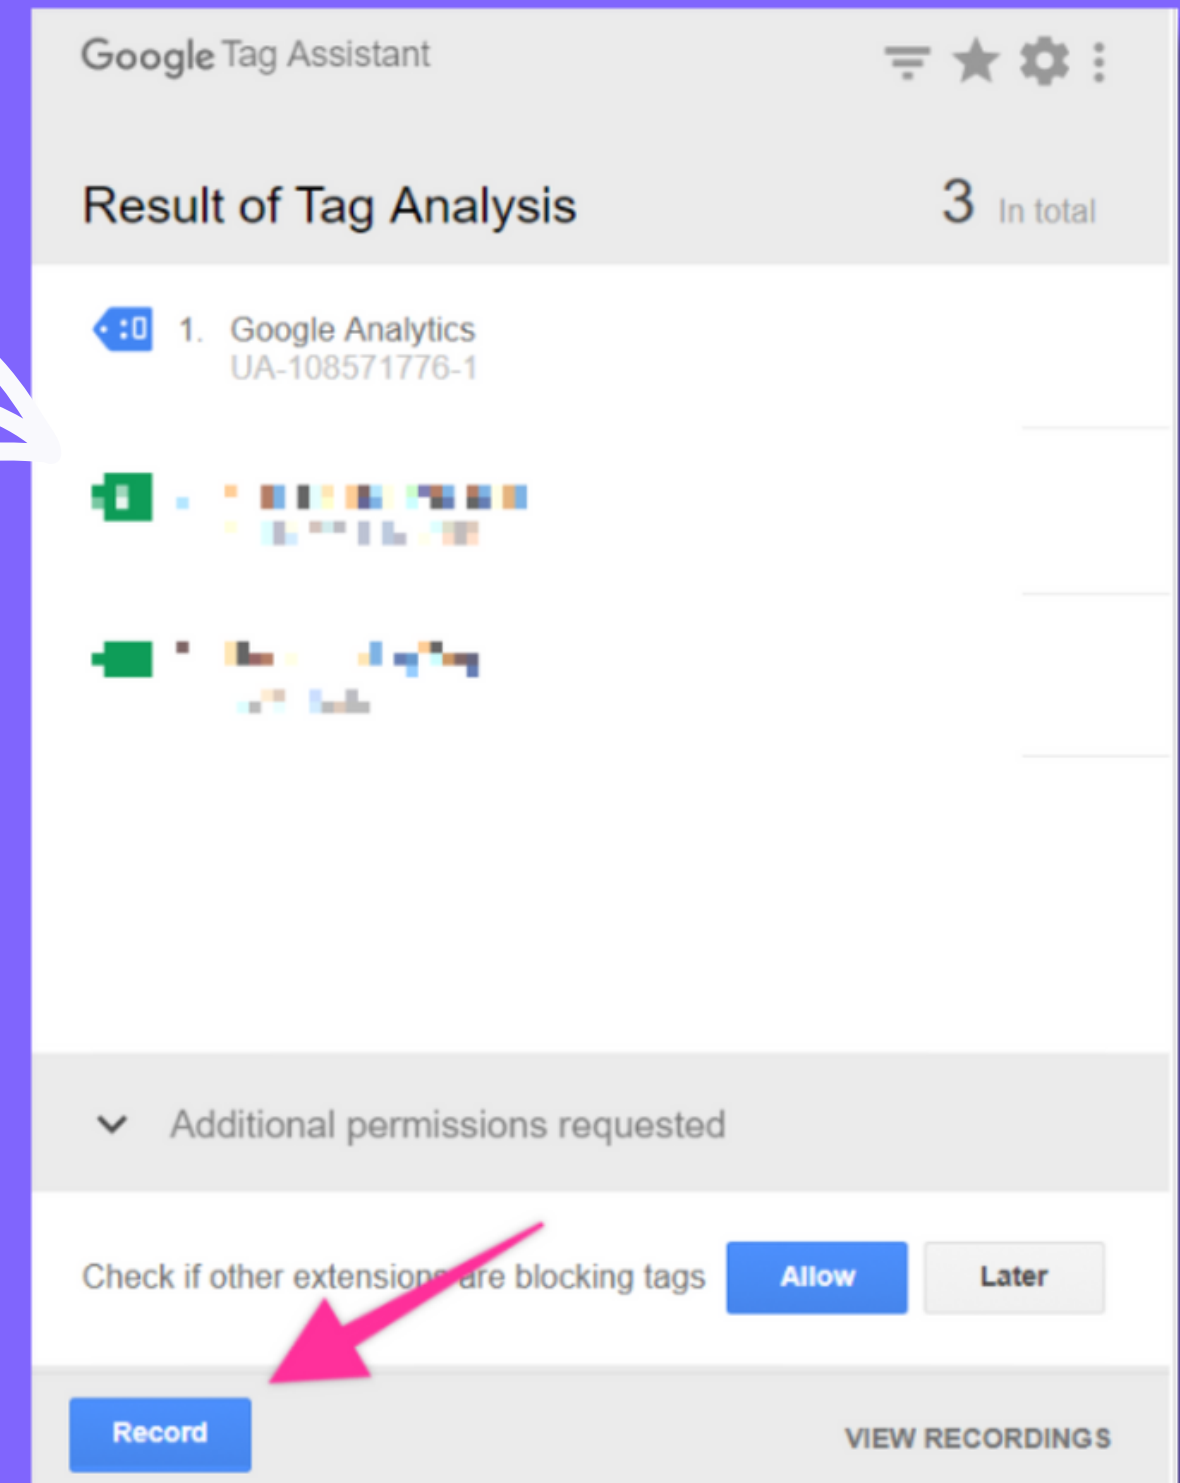 Google Tag Assistant
Result of Tag Analysis
3 In total
1. Google Analytics
UA-108571776-1
Additional permissions requested
Check if other extensions are blocking tags
Allow
Later
Record
VIEW RECORDINGS